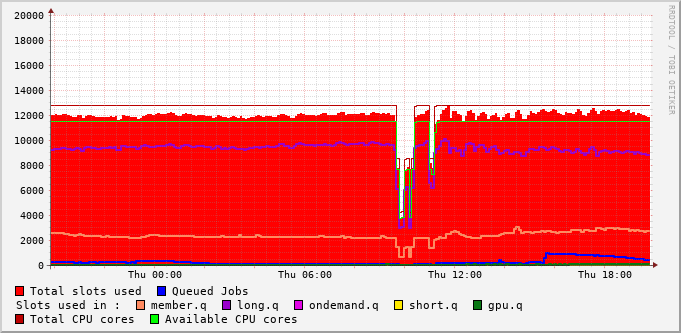 20000
18000
16000
14000
12000
10000
8000
6000
4000
2000
0
Thu 00:00 Thu 06:00 Thu 12:00 Thu 18:00
RRDTOOL / TOBI OETIKER
Total slots used Queued Jobs
Slots used in : member.q long.q ondemand.q short.q gpu.q
Total CPU cores Available CPU cores